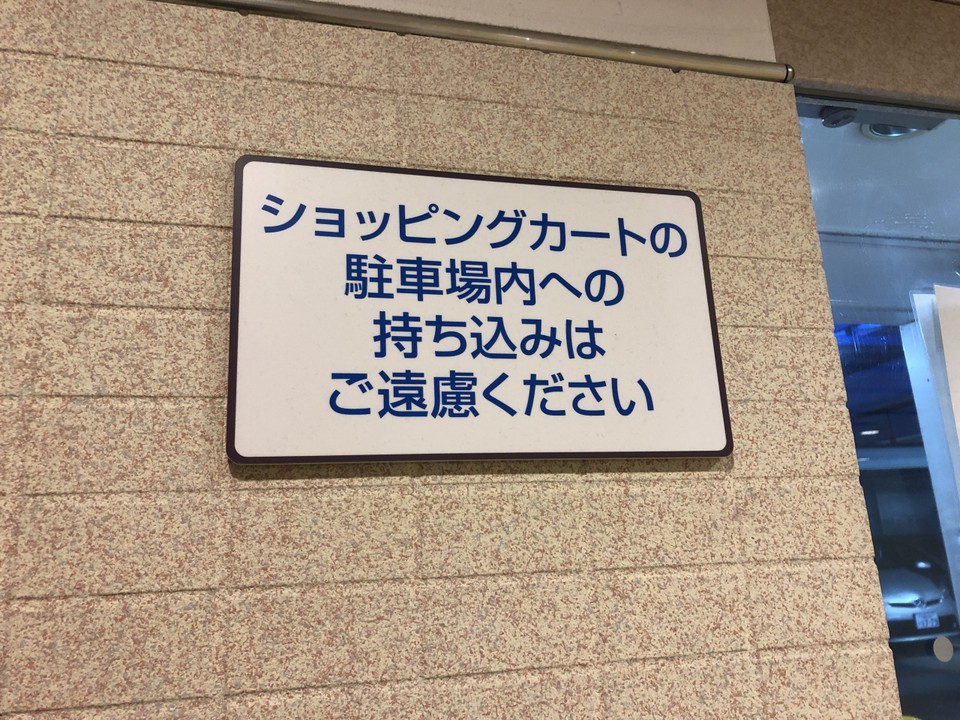 ショッピングカートの
駐車場内への
持ち込みは
ご遠慮ください